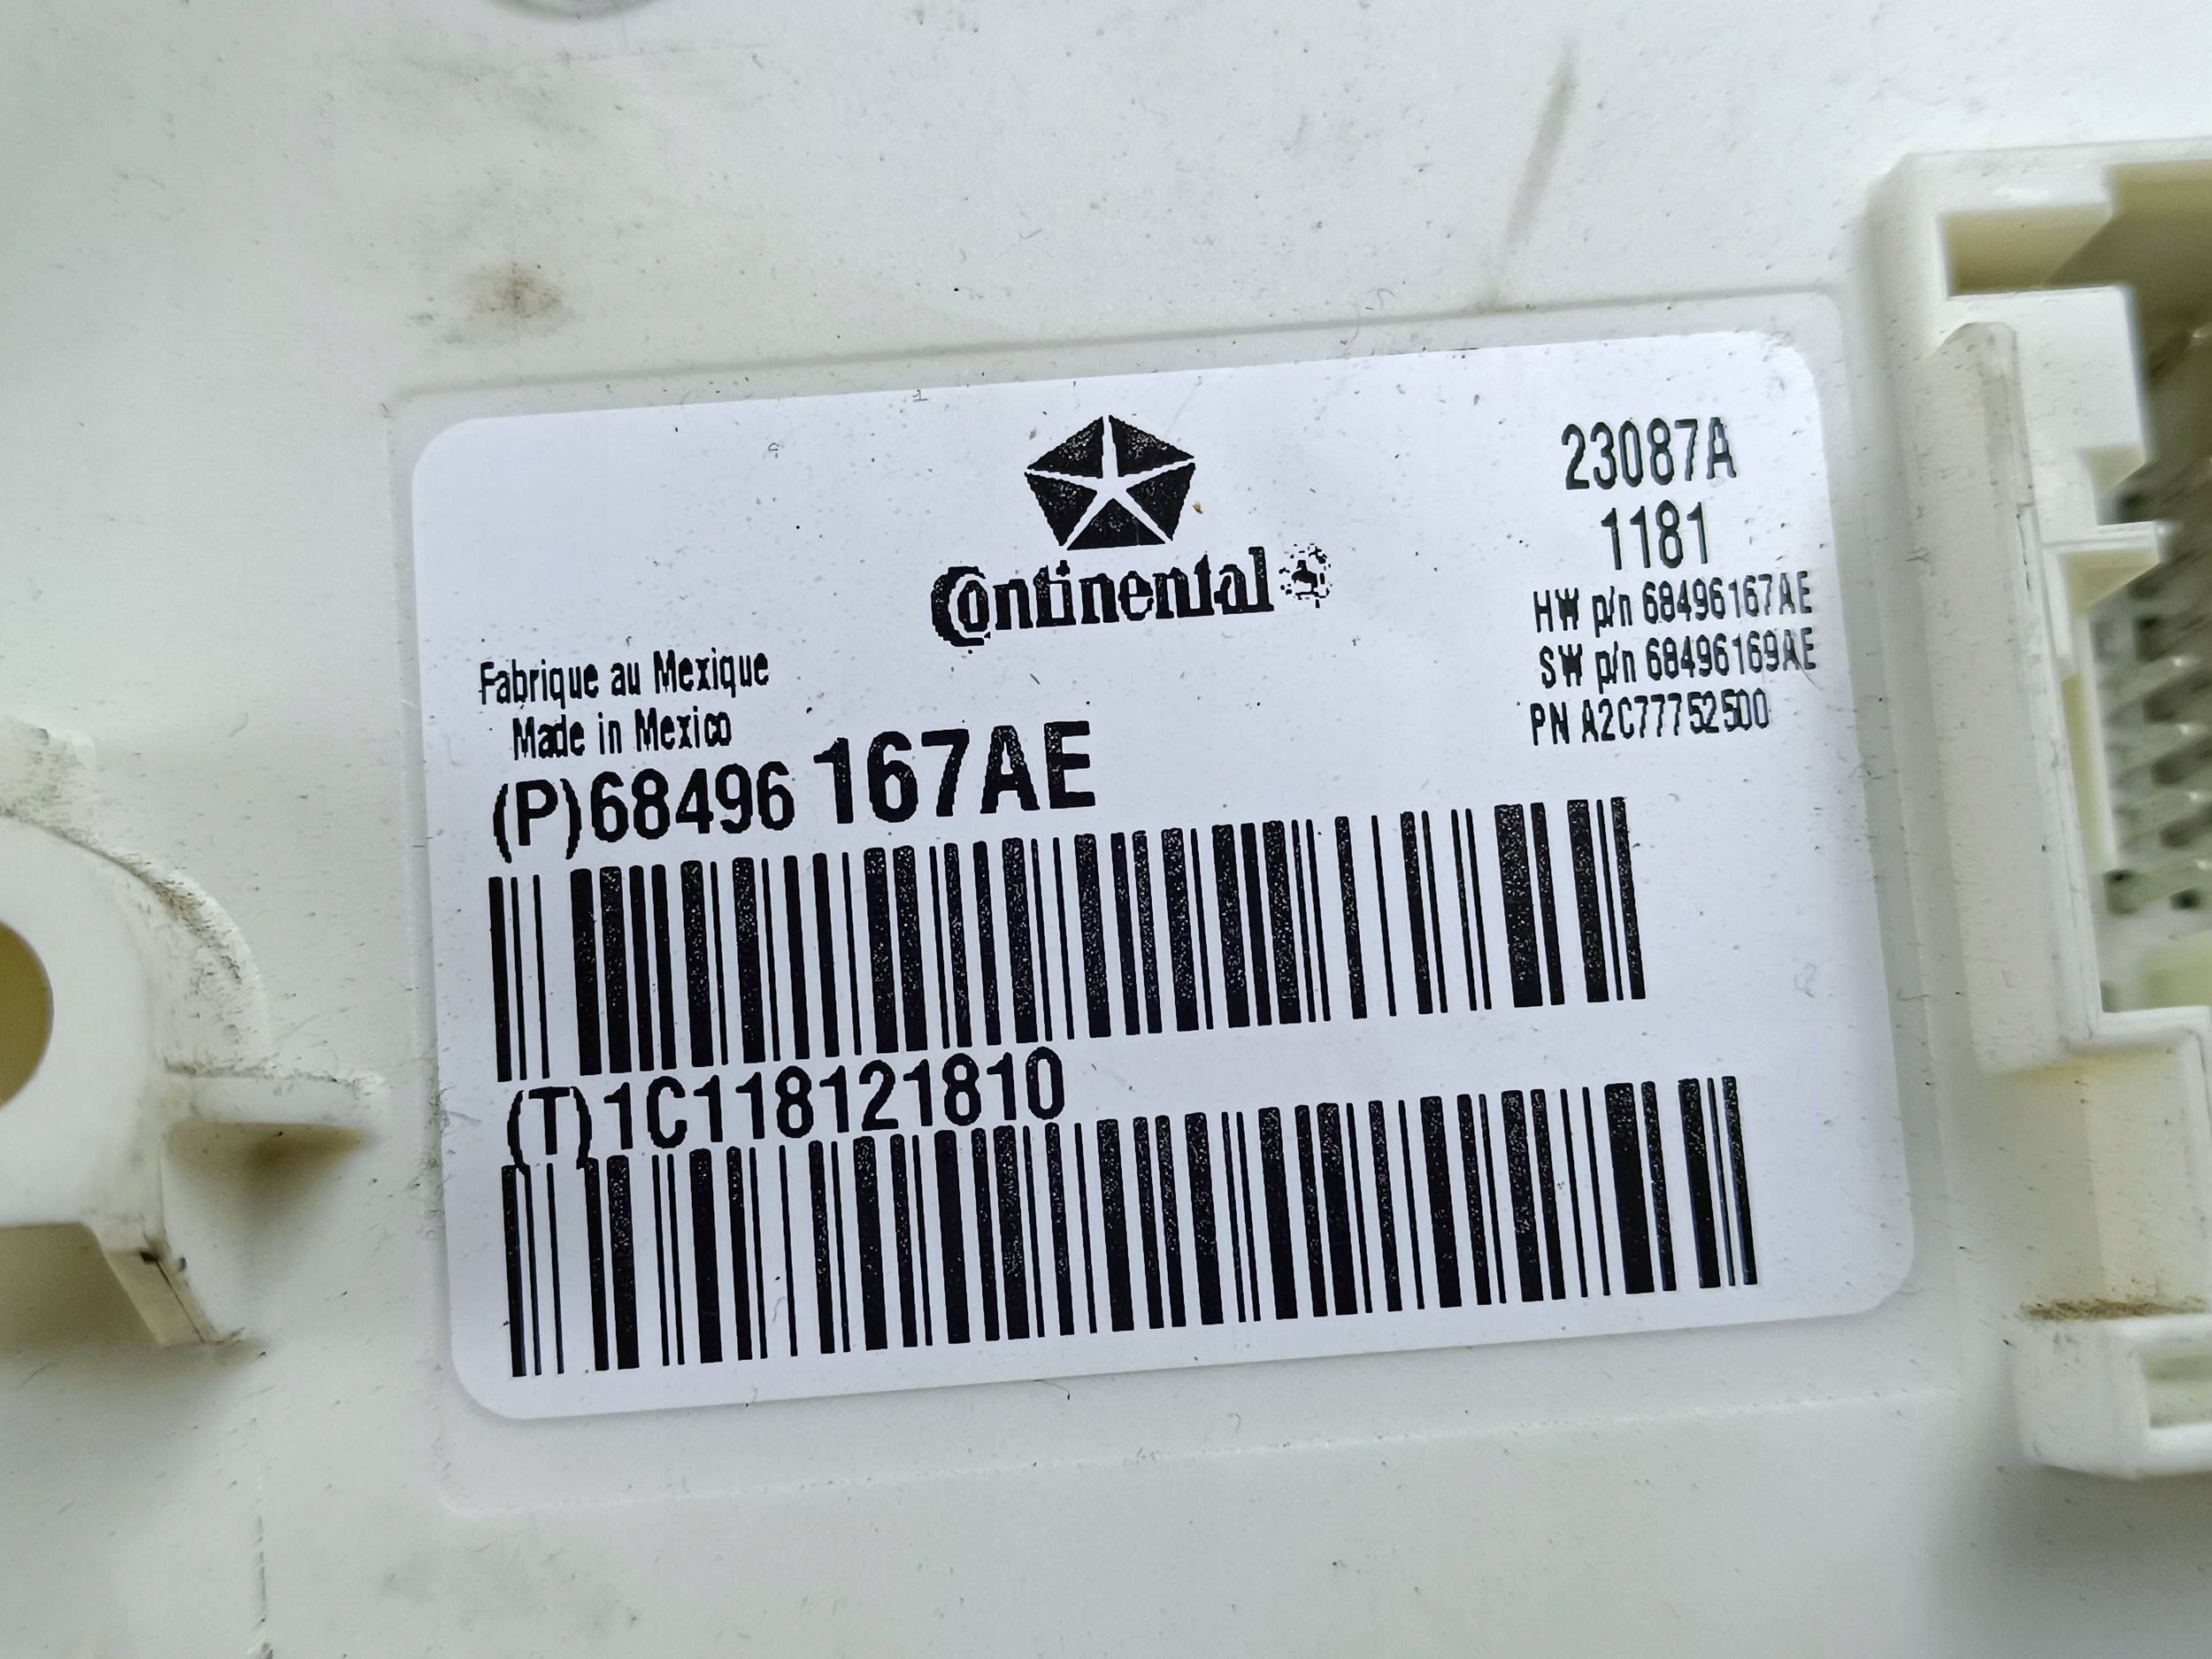 Continental
23087A
1181
HW p/n 68496167AE
SW p/n 68496169AE
PN A2C77752500
Fabrique au Mexique
Made in Mexico
(P)68496 167AE
(T)1C118121810